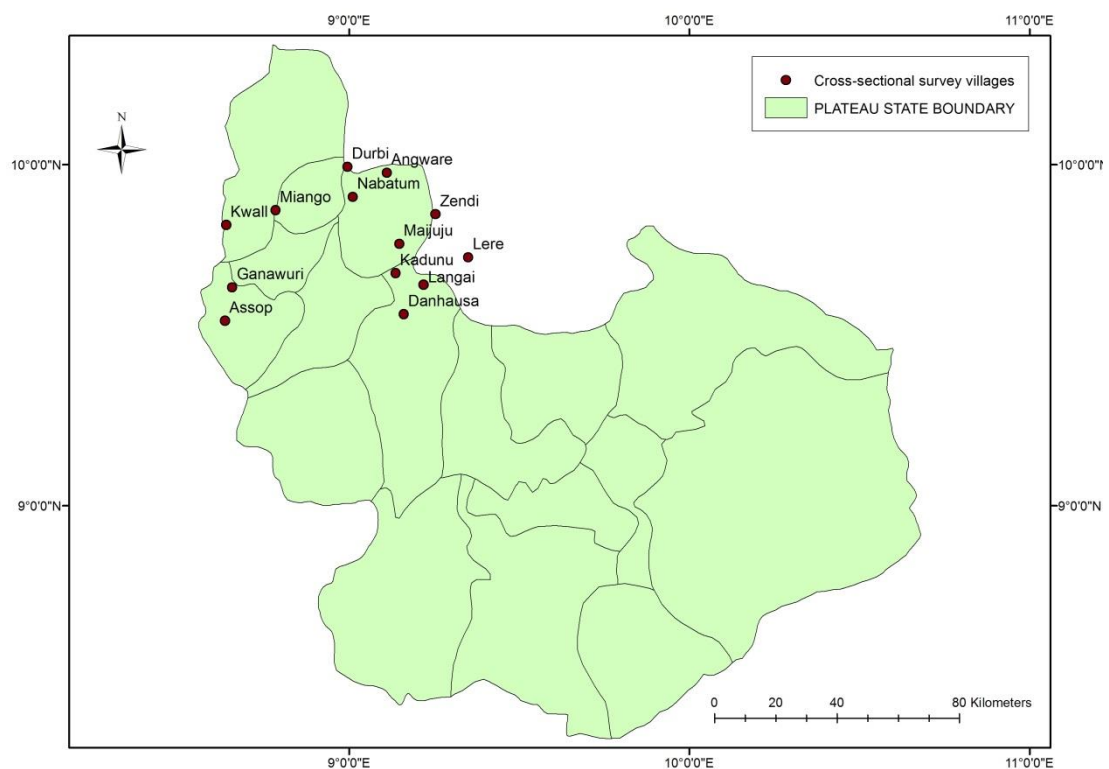 9°0'0"E
10°0'0"E
11°0'0"E
Cross-sectional survey villages
PLATEAU STATE BOUNDARY
N
10°0'0"N
10°0'0"N
Durbi
Angware
Nabatum
Miango
Zendi
Kwall
Maijuju
Lere
Kadunu
Ganawuri
Langai
Assop
Danhausa
9°0'0"N
9°0'0"N
0 20 40 80 Kilometers
9°0'0"E
10°0'0"E
11°0'0"E